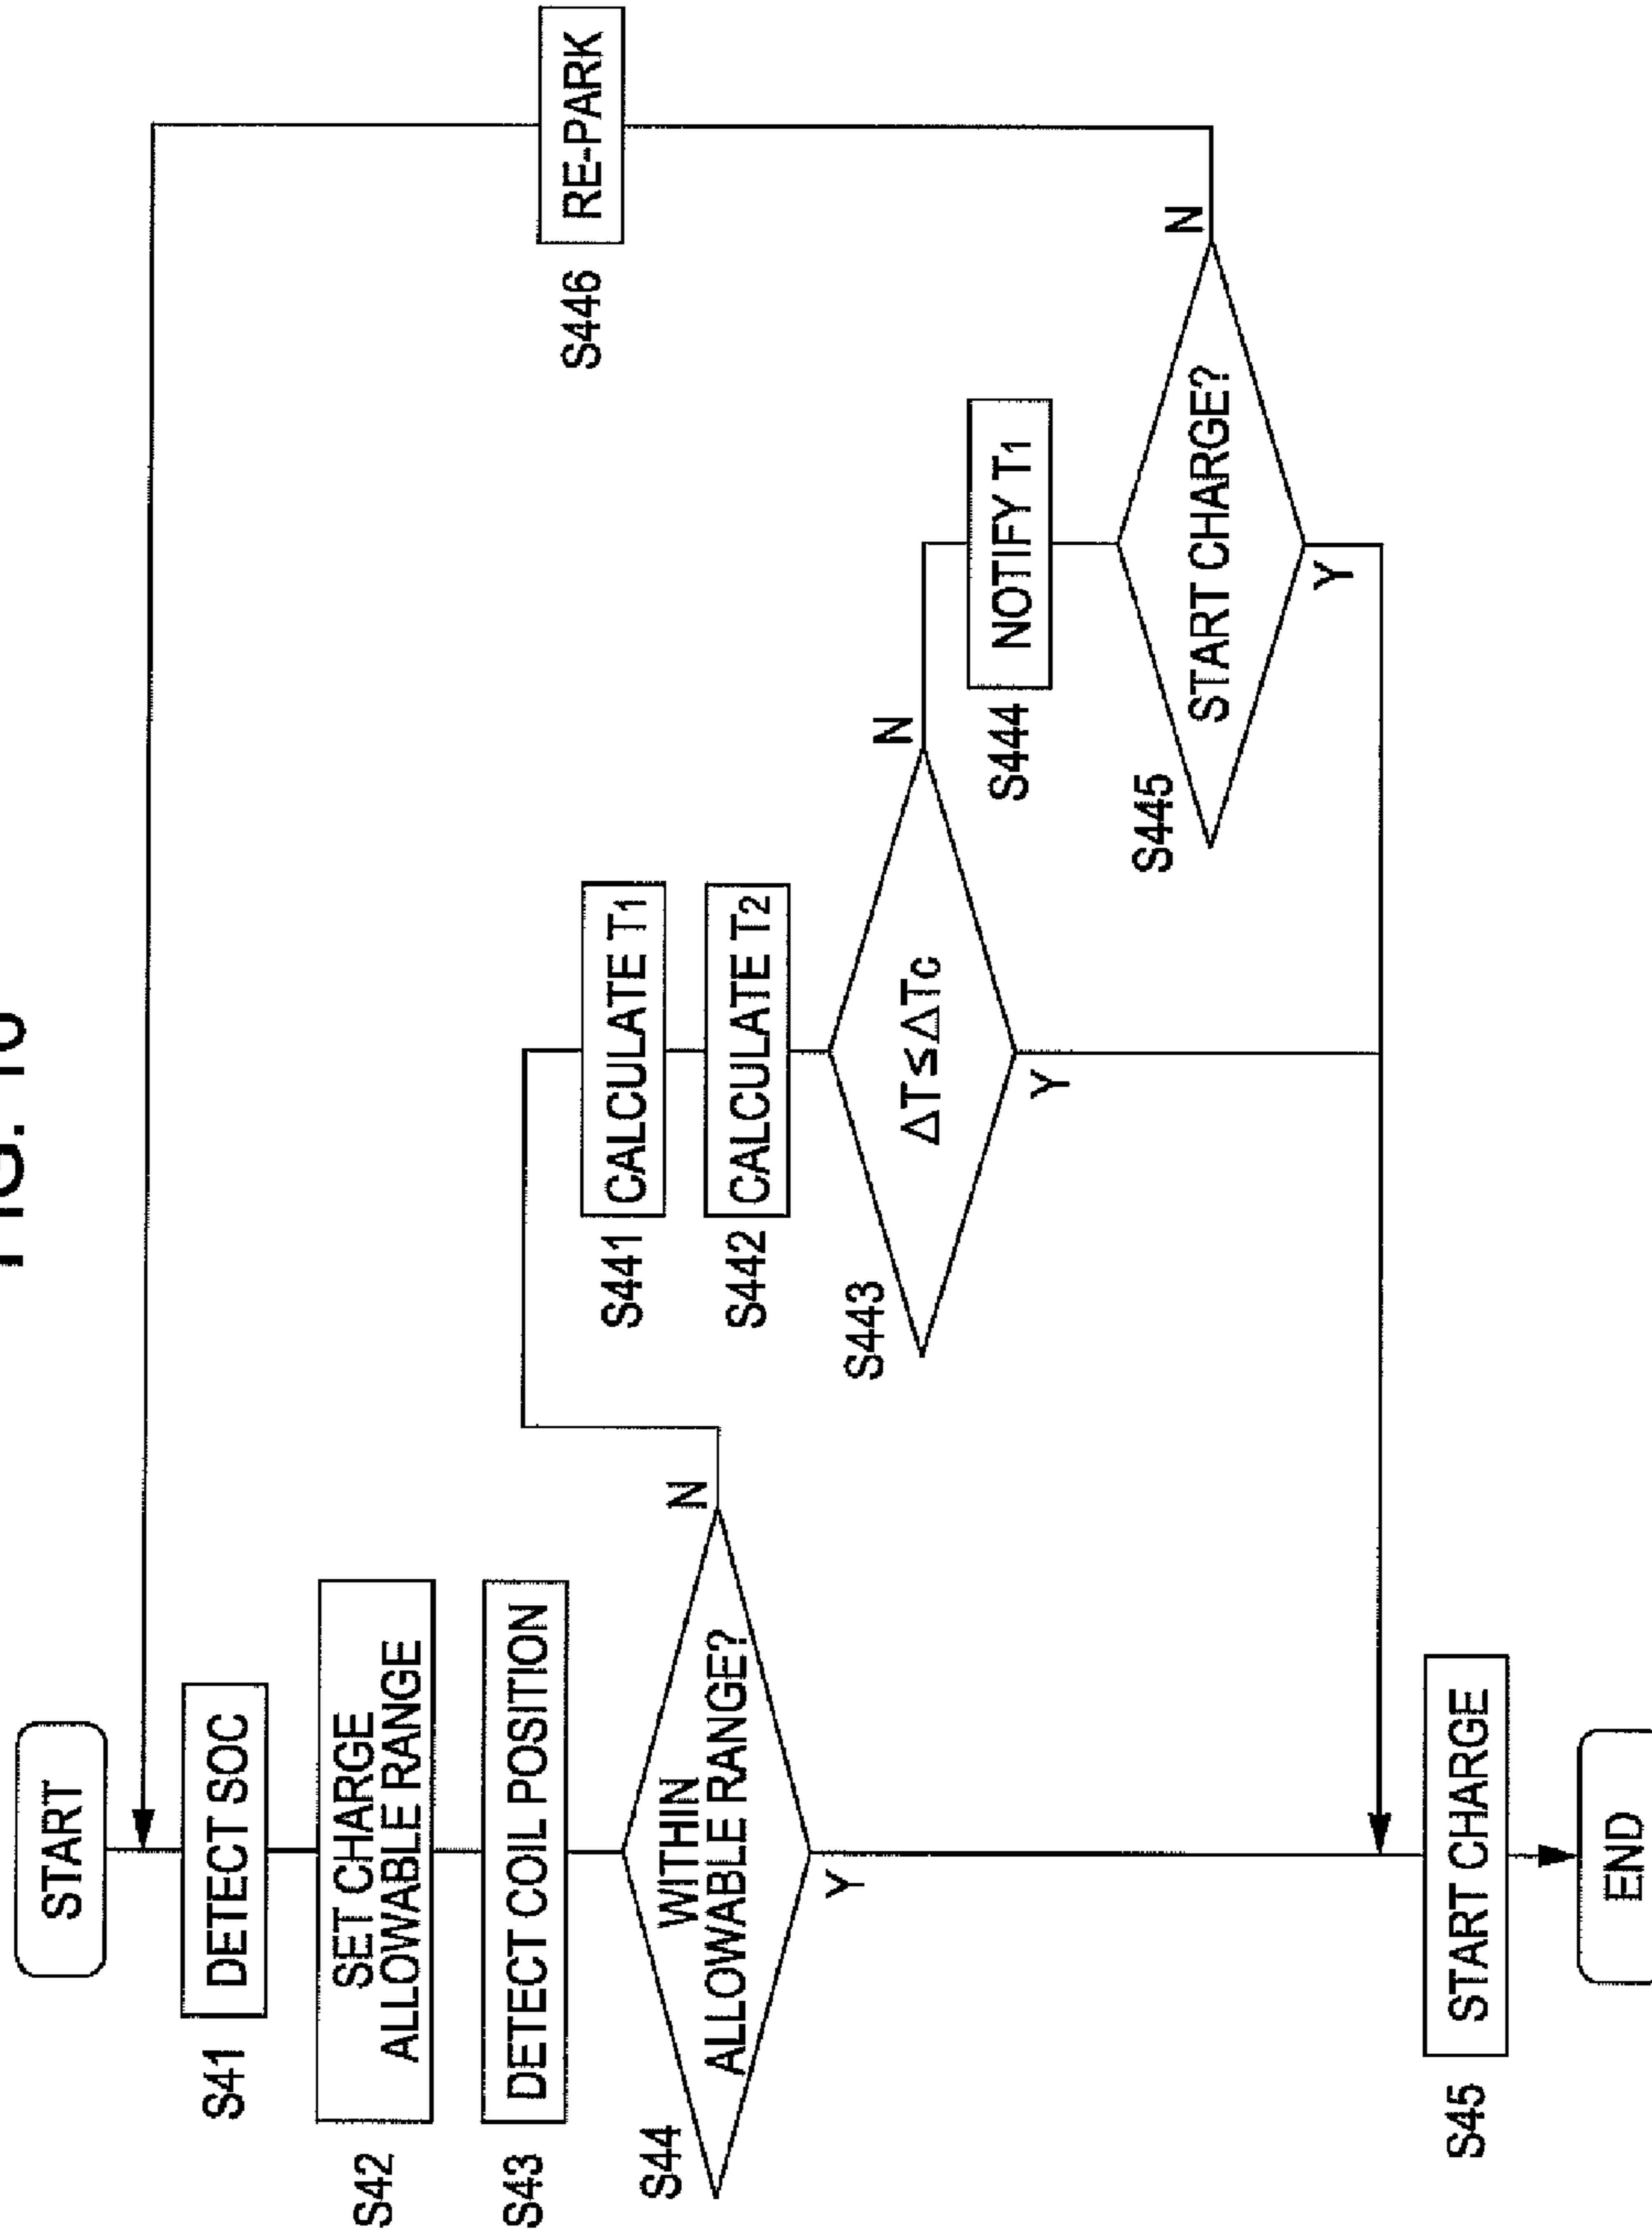 START
S41
DETECT SOC
S42
SET CHARGE
ALLOWABLE RANGE
S43
DETECT COIL POSITION
S44
WITHIN
ALLOWABLE RANGE?
N
Y
S441
CALCULATE T1
S442
CALCULATE T2
S443
ΔT≤ΔTc
N
Y
S444
NOTIFY T1
S445
START CHARGE?
N
Y
S446
RE-PARK
S45
START CHARGE
END